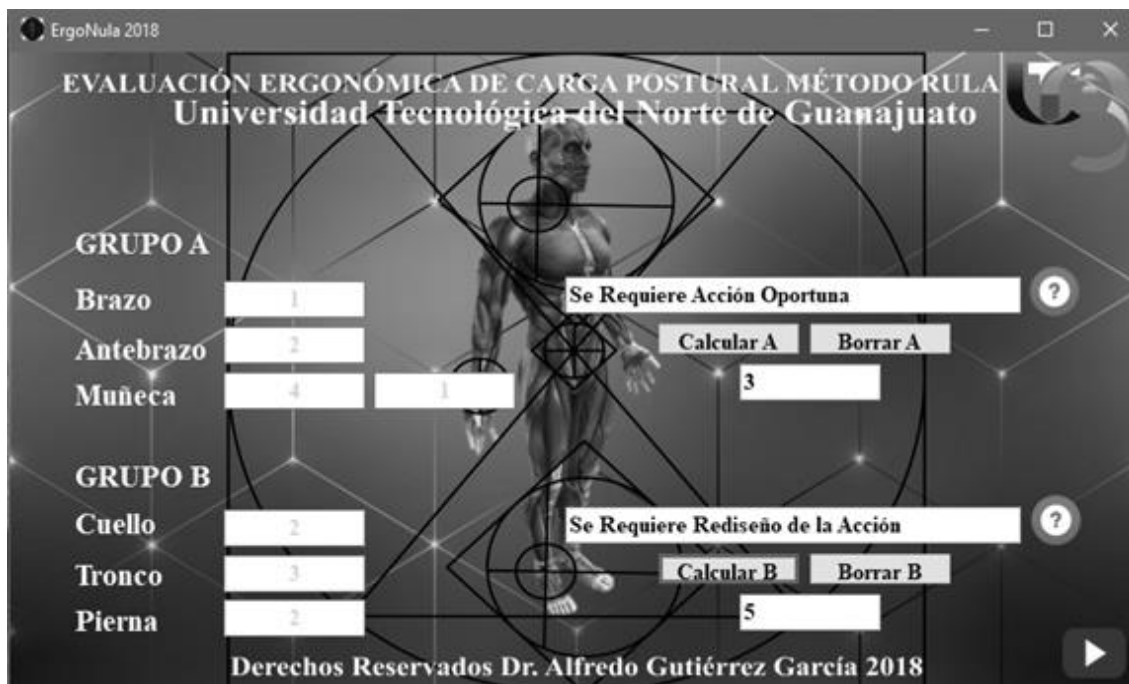 ErgoNula 2018
EVALUACIÓN ERGONÓMICA DE CARGA POSTURAL MÉTODO RULA
Universidad Tecnológica del Norte de Guanajuato
GRUPO A
Brazo 1 Se Requiere Acción Oportuna ?
Antebrazo 2 Calcular A Borrar A
Muñeca 4 1 3
GRUPO B
Cuello 2 Se Requiere Rediseño de la Acción ?
Tronco 3 Calcular B Borrar B
Pierna 2 5
Derechos Reservados Dr. Alfredo Gutiérrez García 2018